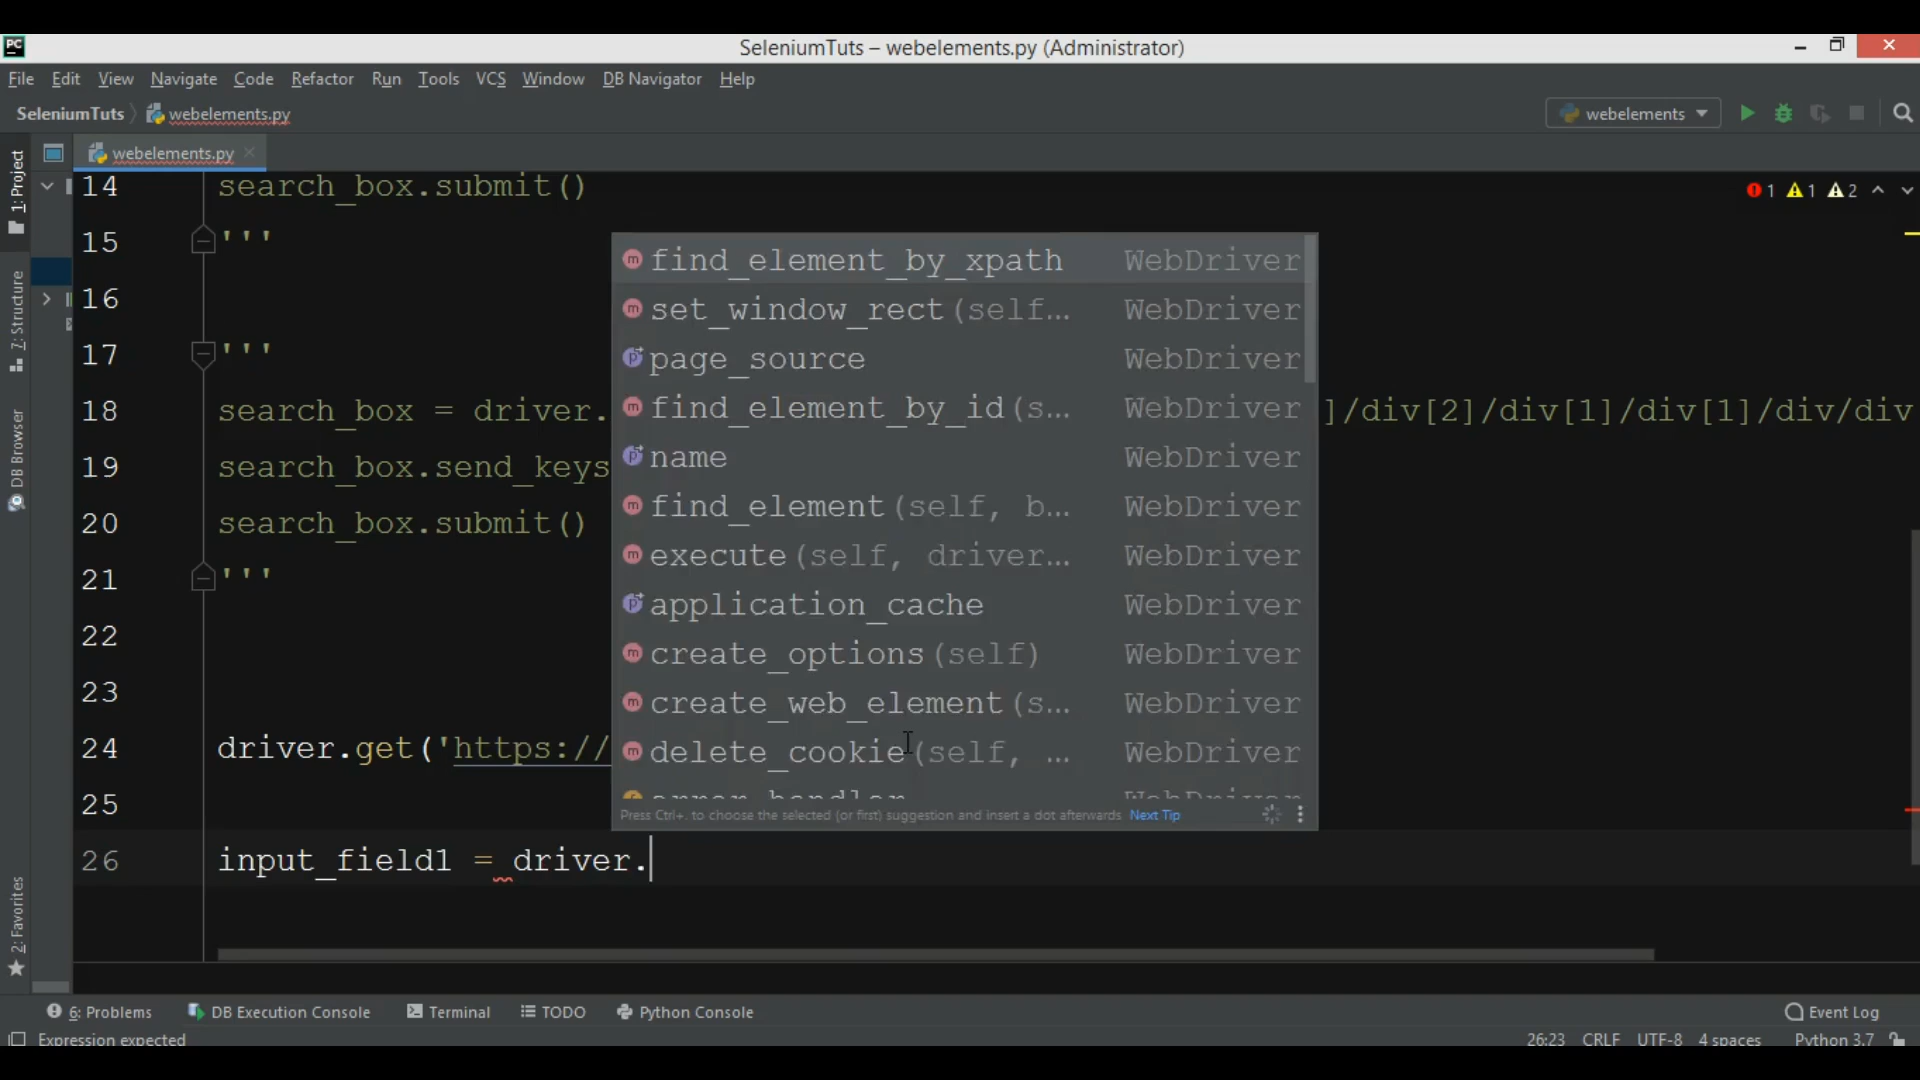 PC
SeleniumTuts – webelements.py (Administrator)
File Edit View Navigate Code Refactor Run Tools VCS Window DB Navigator Help
SeleniumTuts webelements.py
webelements
1: Project
7: Structure
DB Browser
2: Favorites
webelements.py
1 1 2
14 search_box.submit()
15 '''
16
17 '''
18 search_box = driver. ]/div[2]/div[1]/div[1]/div/div
19 search_box.send_keys
20 search_box.submit()
21 '''
22
23
24 driver.get('https://
25
26 input_field1 = driver.
find_element_by_xpath WebDriver
set_window_rect(self... WebDriver
page_source WebDriver
find_element_by_id(s... WebDriver
name WebDriver
find_element(self, b... WebDriver
execute(self, driver... WebDriver
application_cache WebDriver
create_options(self) WebDriver
create_web_element(s... WebDriver
delete_cookie(self, ... WebDriver
error_handler WebDriver
Press Ctrl+. to choose the selected (or first) suggestion and insert a dot afterwards Next Tip
6: Problems DB Execution Console Terminal TODO Python Console Event Log
Expression expected 26:23 CRLF UTF-8 4 spaces Python 3.7